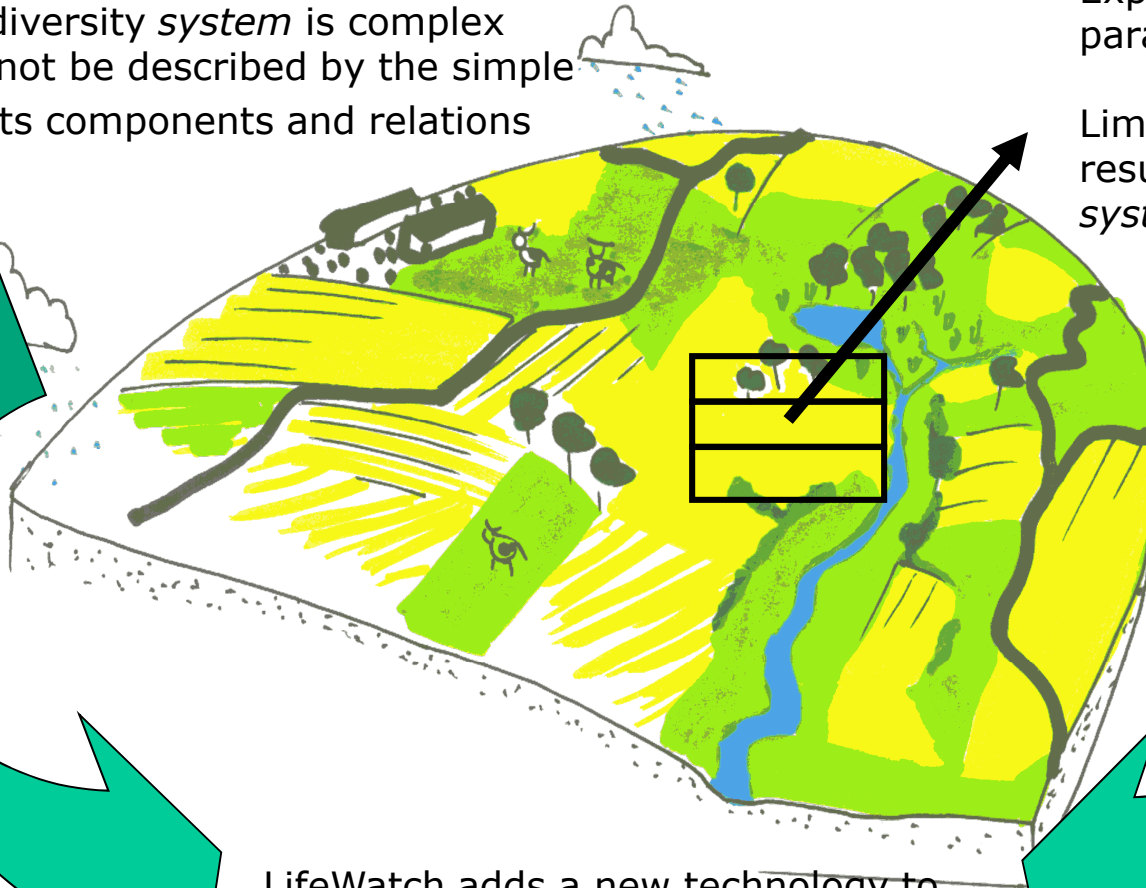 diversity system is complex
not be described by the simple
ts components and relations
para
Lim
resu
syst
LifeWatch adds a new technology to